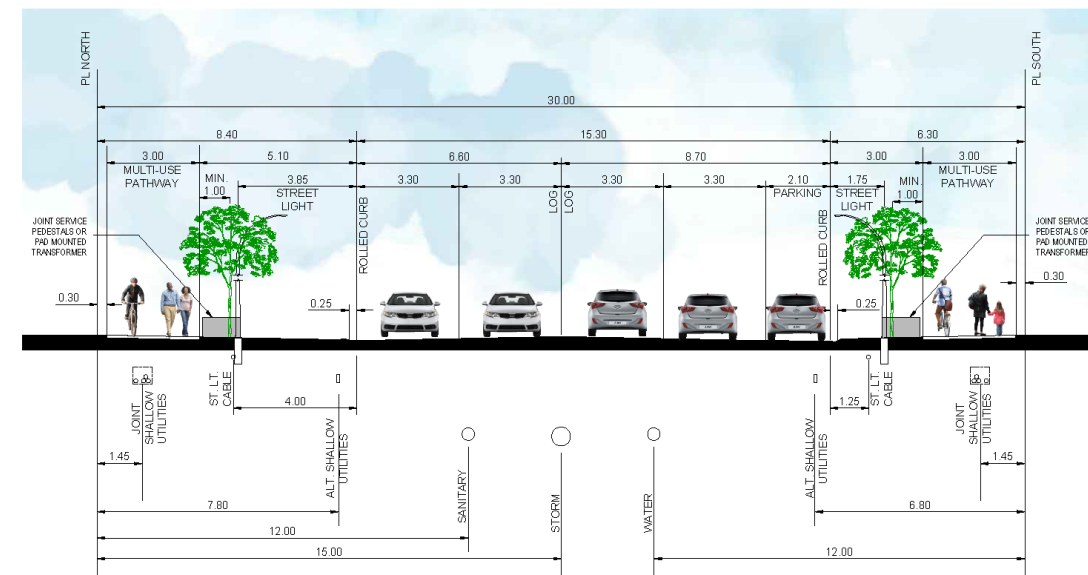 PL NORTH
PL SOUTH
30.00
8.40
15.30
6.30
3.00
5.10
6.60
8.70
3.00
3.00
MULTI-USE
PATHWAY
MIN.
1.00
3.85
STREET
LIGHT
3.30
3.30
LOG
LOG
3.30
3.30
2.10
PARKING
1.75
STREET
LIGHT
MIN.
1.00
MULTI-USE
PATHWAY
JOINT SERVICE
PEDESTALS OR
PAD MOUNTED
TRANSFORMER
ROLLED CURB
ROLLED CURB
JOINT SERVICE
PEDESTALS OR
PAD MOUNTED
TRANSFORMER
0.30
0.25
0.25
0.30
JOINT
SHALLOW
UTILITIES
ST. LT.
CABLE
4.00
ALT. SHALLOW
UTILITIES
SANITARY
STORM
WATER
ALT. SHALLOW
UTILITIES
1.25
ST. LT.
CABLE
JOINT
SHALLOW
UTILITIES
1.45
1.45
7.80
6.80
12.00
15.00
12.00